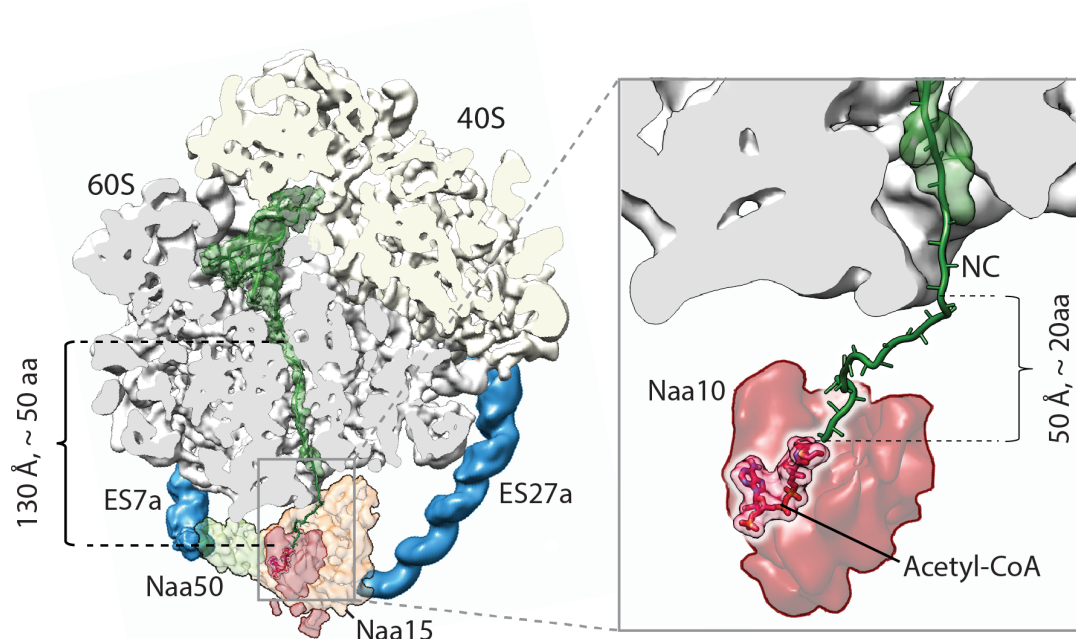 40S
60S
130 Å, ~ 50 aa
ES7a
ES27a
Naa50
Naa15
NC
50 Å, ~ 20aa
Naa10
Acetyl-CoA